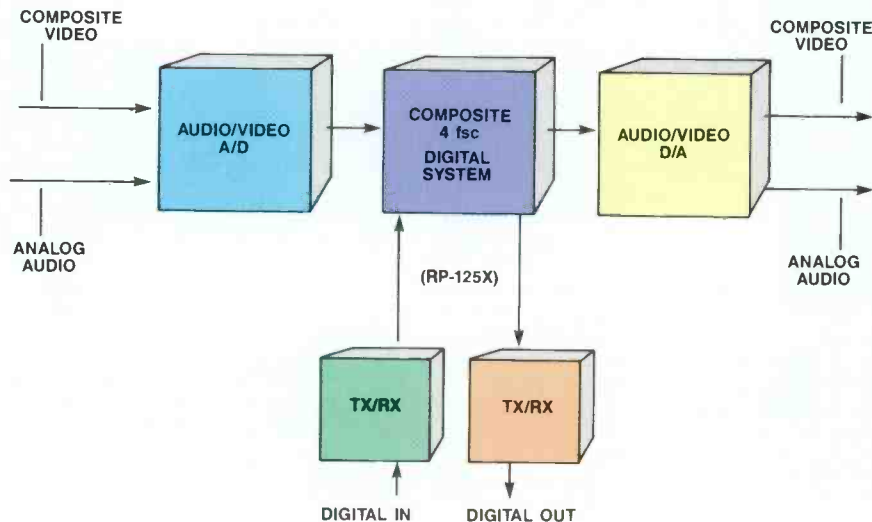 COMPOSITE
VIDEO
AUDIO/VIDEO
A/D
ANALOG
AUDIO
COMPOSITE
4 fsc
DIGITAL
SYSTEM
AUDIO/VIDEO
D/A
COMPOSITE
VIDEO
ANALOG
AUDIO
(RP-125X)
TX/RX
TX/RX
DIGITAL IN
DIGITAL OUT